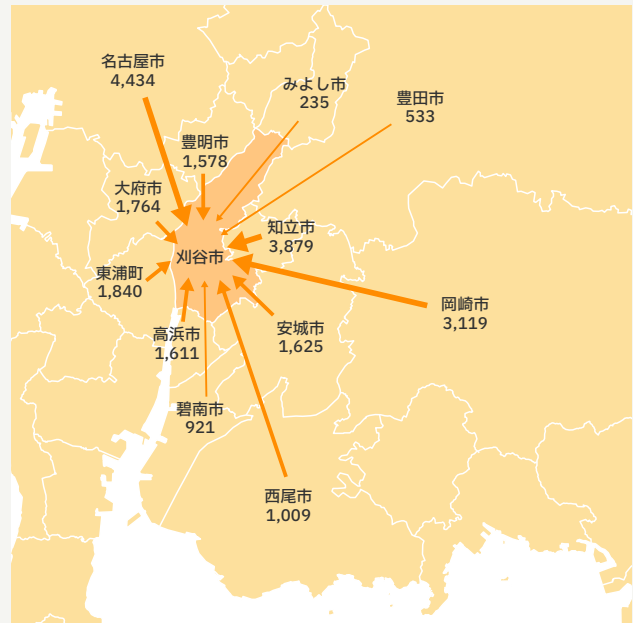 名古屋市
4,434
みよし市
235
豊田市
533
豊明市
1,578
大府市
1,764
知立市
3,879
刈谷市
東浦町
1,840
岡崎市
3,119
高浜市
1,611
安城市
1,625
碧南市
921
西尾市
1,009